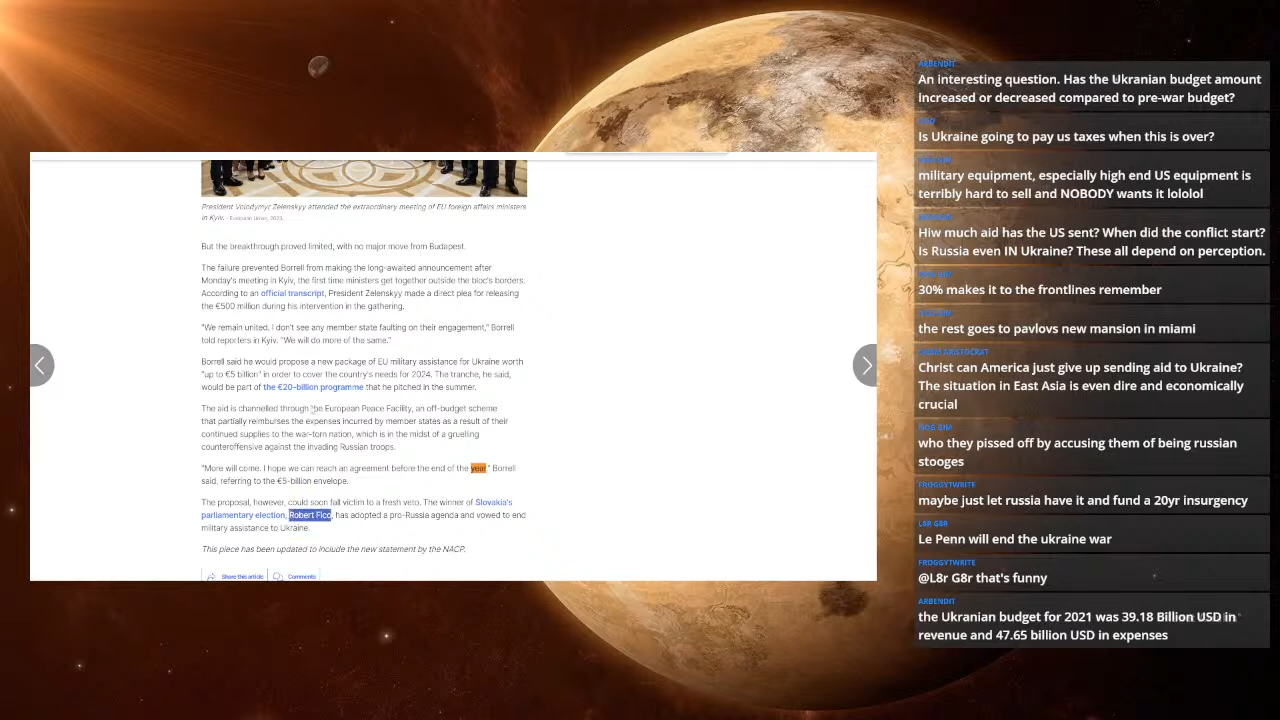 President Volodymyr Zelenskyy attended the extraordinary meeting of EU foreign affairs ministers
in Kyiv. - European Union, 2023.
But the breakthrough proved limited, with no major move from Budapest.
The failure prevented Borrell from making the long-awaited announcement after
Monday's meeting in Kyiv, the first time ministers get together outside the bloc's borders.
According to an official transcript, President Zelenskyy made a direct plea for releasing
the €500 million during his intervention in the gathering.
"We remain united. I don't see any member state faulting on their engagement," Borrell
told reporters in Kyiv. "We will do more of the same."
Borrell said he would propose a new package of EU military assistance for Ukraine worth
"up to €5 billion" in order to cover the country's needs for 2024. The tranche, he said,
would be part of the €20-billion programme that he pitched in the summer.
The aid is channelled through the European Peace Facility, an off-budget scheme
that partially reimburses the expenses incurred by member states as a result of their
continued supplies to the war-torn nation, which is in the midst of a gruelling
counteroffensive against the invading Russian troops.
"More will come. I hope we can reach an agreement before the end of the year," Borrell
said, referring to the €5-billion envelope.
The proposal, however, could soon fall victim to a fresh veto. The winner of Slovakia's
parliamentary election, Robert Fico, has adopted a pro-Russia agenda and vowed to end
military assistance to Ukraine.
This piece has been updated to include the new statement by the NACP.
Share this article
Comments
ARBENDIT
An interesting question. Has the Ukranian budget amount
increased or decreased compared to pre-war budget?
Is Ukraine going to pay us taxes when this is over?
military equipment, especially high end US equipment is
terribly hard to sell and NOBODY wants it lololol
Hiw much aid has the US sent? When did the conflict start?
Is Russia even IN Ukraine? These all depend on perception.
30% makes it to the frontlines remember
the rest goes to pavlovs new mansion in miami
ARISTOCRAT
Christ can America just give up sending aid to Ukraine?
The situation in East Asia is even dire and economically
crucial
who they pissed off by accusing them of being russian
stooges
FROGGYTWRITE
maybe just let russia have it and fund a 20yr insurgency
L8R G8R
Le Penn will end the ukraine war
FROGGYTWRITE
@L8r G8r that's funny
ARBENDIT
the Ukranian budget for 2021 was 39.18 Billion USD in
revenue and 47.65 billion USD in expenses